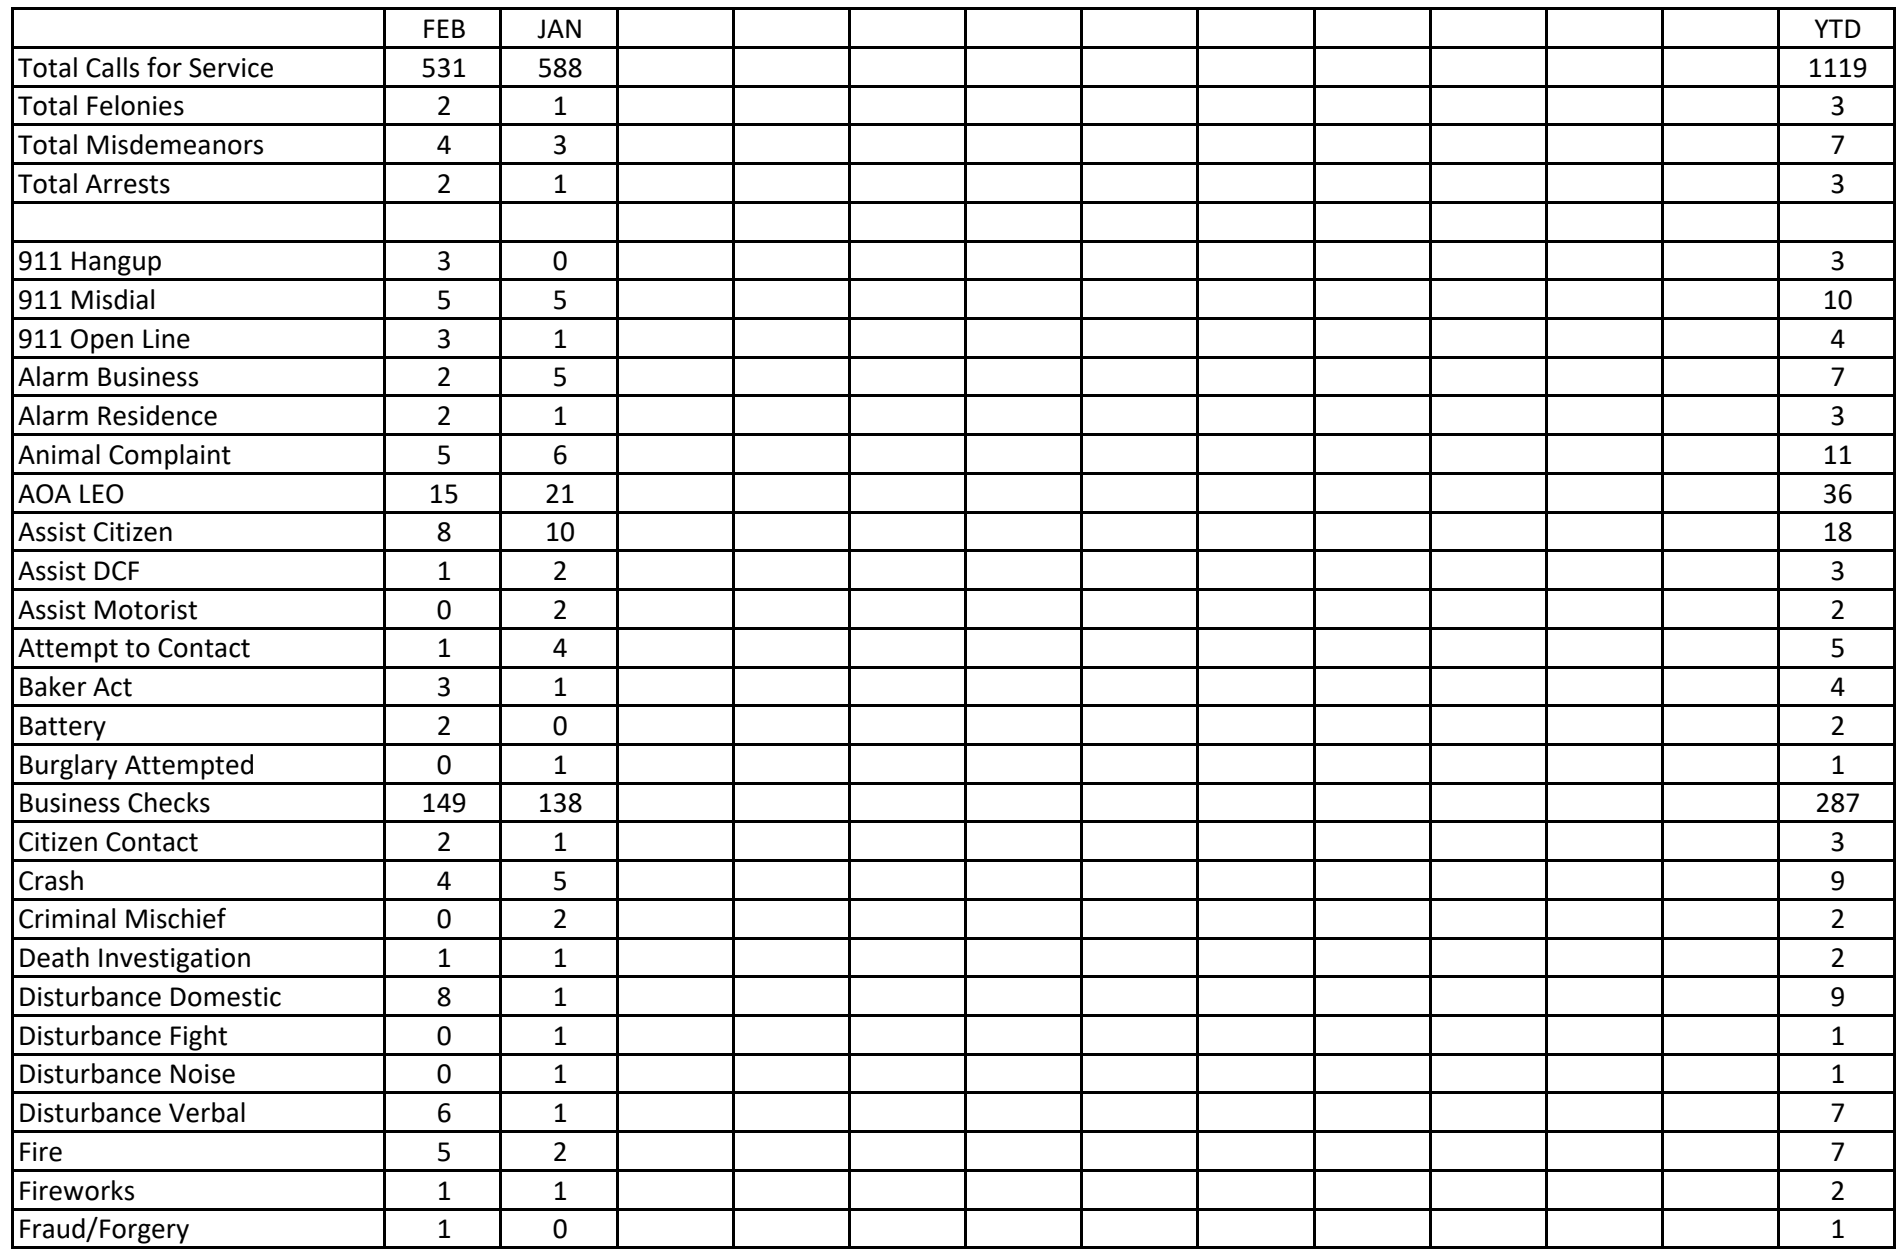 FEB JAN YTD
Total Calls for Service 531 588 1119
Total Felonies 2 1 3
Total Misdemeanors 4 3 7
Total Arrests 2 1 3
911 Hangup 3 0 3
911 Misdial 5 5 10
911 Open Line 3 1 4
Alarm Business 2 5 7
Alarm Residence 2 1 3
Animal Complaint 5 6 11
AOA LEO 15 21 36
Assist Citizen 8 10 18
Assist DCF 1 2 3
Assist Motorist 0 2 2
Attempt to Contact 1 4 5
Baker Act 3 1 4
Battery 2 0 2
Burglary Attempted 0 1 1
Business Checks 149 138 287
Citizen Contact 2 1 3
Crash 4 5 9
Criminal Mischief 0 2 2
Death Investigation 1 1 2
Disturbance Domestic 8 1 9
Disturbance Fight 0 1 1
Disturbance Noise 0 1 1
Disturbance Verbal 6 1 7
Fire 5 2 7
Fireworks 1 1 2
Fraud/Forgery 1 0 1